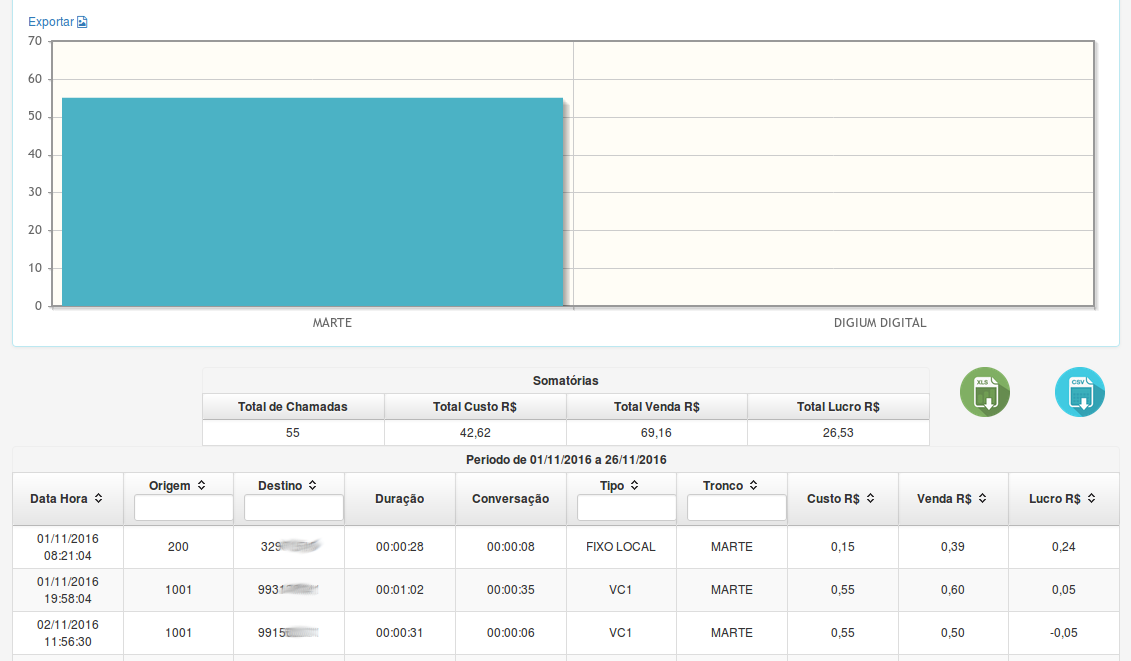 Exportar
70
60
50
40
30
20
10
0
MARTE DIGIUM DIGITAL
Somatórias
Total de Chamadas Total Custo R$ Total Venda R$ Total Lucro R$
55 42,62 69,16 26,53
XLS CSV
Periodo de 01/11/2016 a 26/11/2016
Data Hora Origem Destino Duração Conversação Tipo Tronco Custo R$ Venda R$ Lucro R$
01/11/2016
08:21:04 200 329 00:00:28 00:00:08 FIXO LOCAL MARTE 0,15 0,39 0,24
01/11/2016
19:58:04 1001 993 00:01:02 00:00:35 VC1 MARTE 0,55 0,60 0,05
02/11/2016
11:56:30 1001 9915 00:00:31 00:00:06 VC1 MARTE 0,55 0,50 -0,05